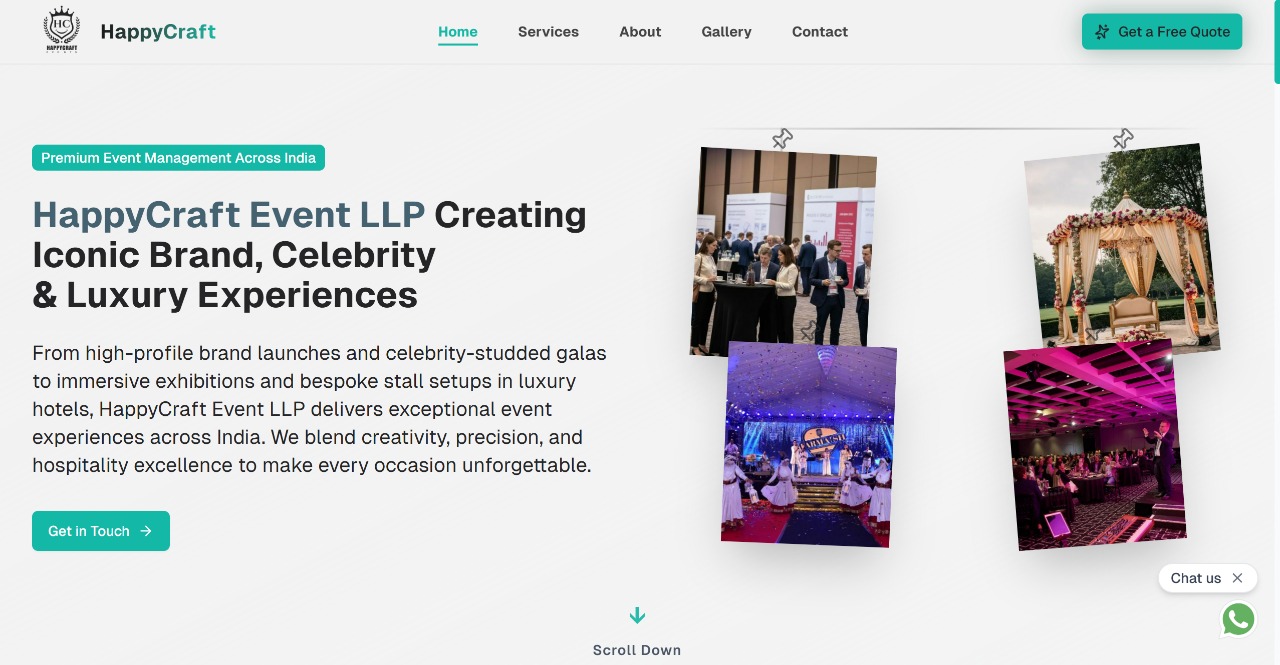 HC
HAPPYCRAFT
EVENTS
HappyCraft
Home
Services
About
Gallery
Contact
Get a Free Quote
Premium Event Management Across India
HappyCraft Event LLP Creating
Iconic Brand, Celebrity
& Luxury Experiences
From high-profile brand launches and celebrity-studded galas
to immersive exhibitions and bespoke stall setups in luxury
hotels, HappyCraft Event LLP delivers exceptional event
experiences across India. We blend creativity, precision, and
hospitality excellence to make every occasion unforgettable.
Get in Touch
Chat us
Scroll Down